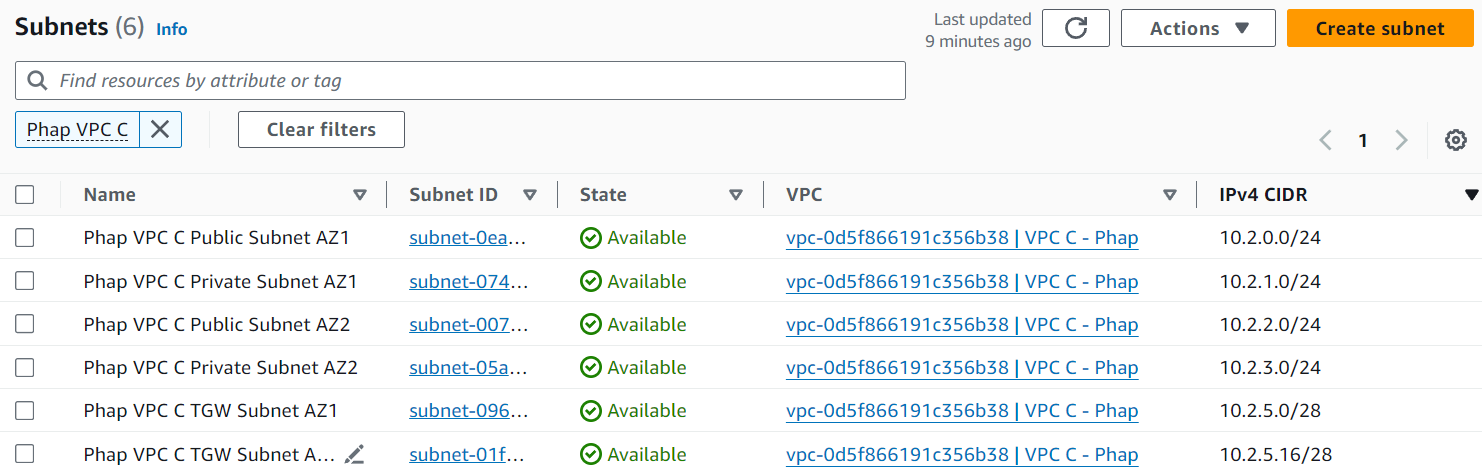 Subnets (6) Info
Last updated
9 minutes ago
Actions
Create subnet
Find resources by attribute or tag
Phap VPC C
Clear filters
1
Name Subnet ID State VPC IPv4 CIDR
Phap VPC C Public Subnet AZ1 subnet-0ea... Available vpc-0d5f866191c356b38 | VPC C - Phap 10.2.0.0/24
Phap VPC C Private Subnet AZ1 subnet-074... Available vpc-0d5f866191c356b38 | VPC C - Phap 10.2.1.0/24
Phap VPC C Public Subnet AZ2 subnet-007... Available vpc-0d5f866191c356b38 | VPC C - Phap 10.2.2.0/24
Phap VPC C Private Subnet AZ2 subnet-05a... Available vpc-0d5f866191c356b38 | VPC C - Phap 10.2.3.0/24
Phap VPC C TGW Subnet AZ1 subnet-096... Available vpc-0d5f866191c356b38 | VPC C - Phap 10.2.5.0/28
Phap VPC C TGW Subnet A... subnet-01f... Available vpc-0d5f866191c356b38 | VPC C - Phap 10.2.5.16/28